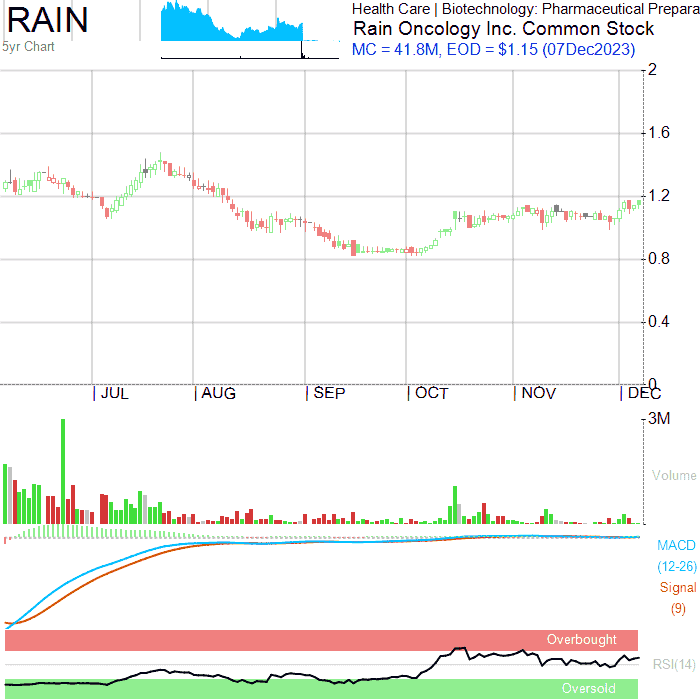 RAIN
5yr Chart
Health Care | Biotechnology: Pharmaceutical Prepara
Rain Oncology Inc. Common Stock
MC = 41.8M, EOD = $1.15 (07Dec2023)
2
1.6
1.2
0.8
0.4
0
JUL AUG SEP OCT NOV DEC
3M
Volume
MACD
(12-26)
Signal
(9)
Overbought
RSI(14)
Oversold